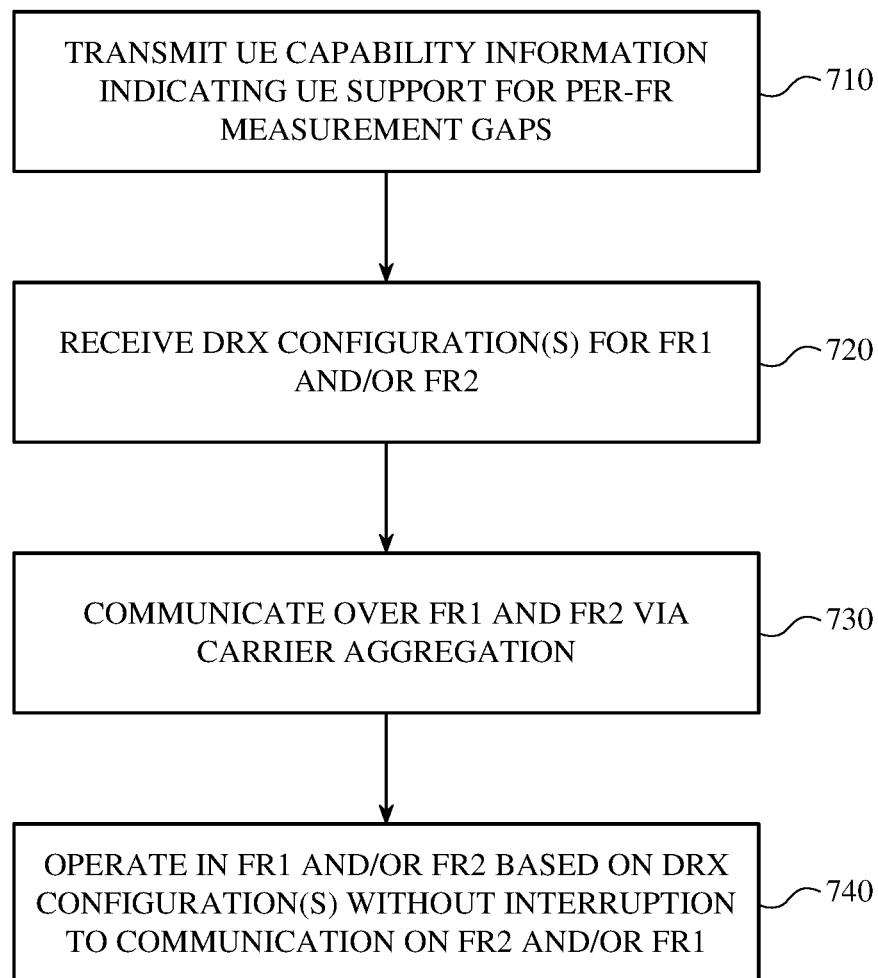 TRANSMIT UE CAPABILITY INFORMATION
INDICATING UE SUPPORT FOR PER-FR
MEASUREMENT GAPS
710
RECEIVE DRX CONFIGURATION(S) FOR FR1
AND/OR FR2
720
COMMUNICATE OVER FR1 AND FR2 VIA
CARRIER AGGREGATION
730
OPERATE IN FR1 AND/OR FR2 BASED ON DRX
CONFIGURATION(S) WITHOUT INTERRUPTION
TO COMMUNICATION ON FR2 AND/OR FR1
740